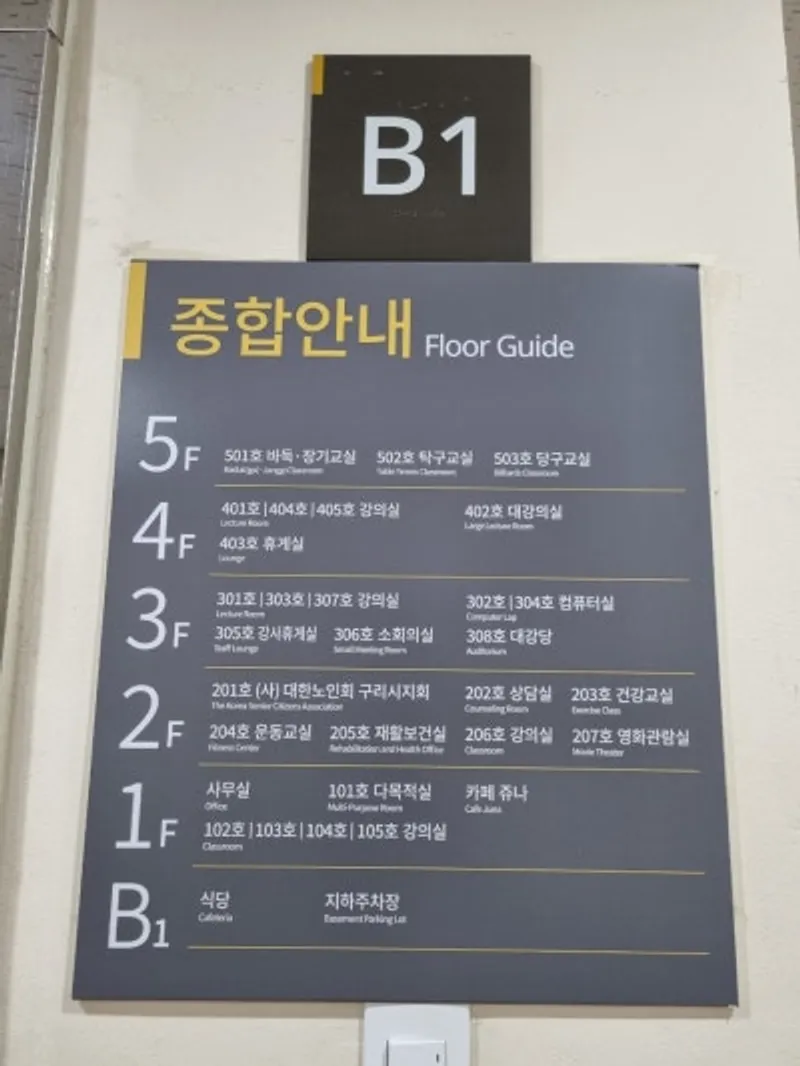 B1
종합안내 Floor Guide
5F
501호 바둑·장기교실 502호 탁구교실 503호 당구교실
Table Tennis Classroom Billiards Classroom
4F
401호|404호|405호 강의실 402호 대강의실
Lecture Room Large Lecture Room
403호 휴게실
Lounge
3F
301호|303호|307호 강의실 302호|304호 컴퓨터실
Lecture Room Computer Lap
305호 강사휴게실 306호 소회의실 308호 대강당
Staff Lounge Small Meeting Room Auditorium
2F
201호 (사) 대한노인회 구리시지회 202호 상담실 203호 건강교실
The Korea Senior Citizens Association Counseling Room Exercise Class
204호 운동교실 205호 재활보건실 206호 강의실 207호 영화관람실
Fitness Center Rehabilitation and Health Office Classroom Movie Theater
1F
사무실 101호 다목적실 카페 쥬나
Office Multi-Purpose Room Cafe Juna
102호|103호|104호|105호 강의실
Classroom
B1
식당 지하주차장
Cafeteria Basement Parking Lot